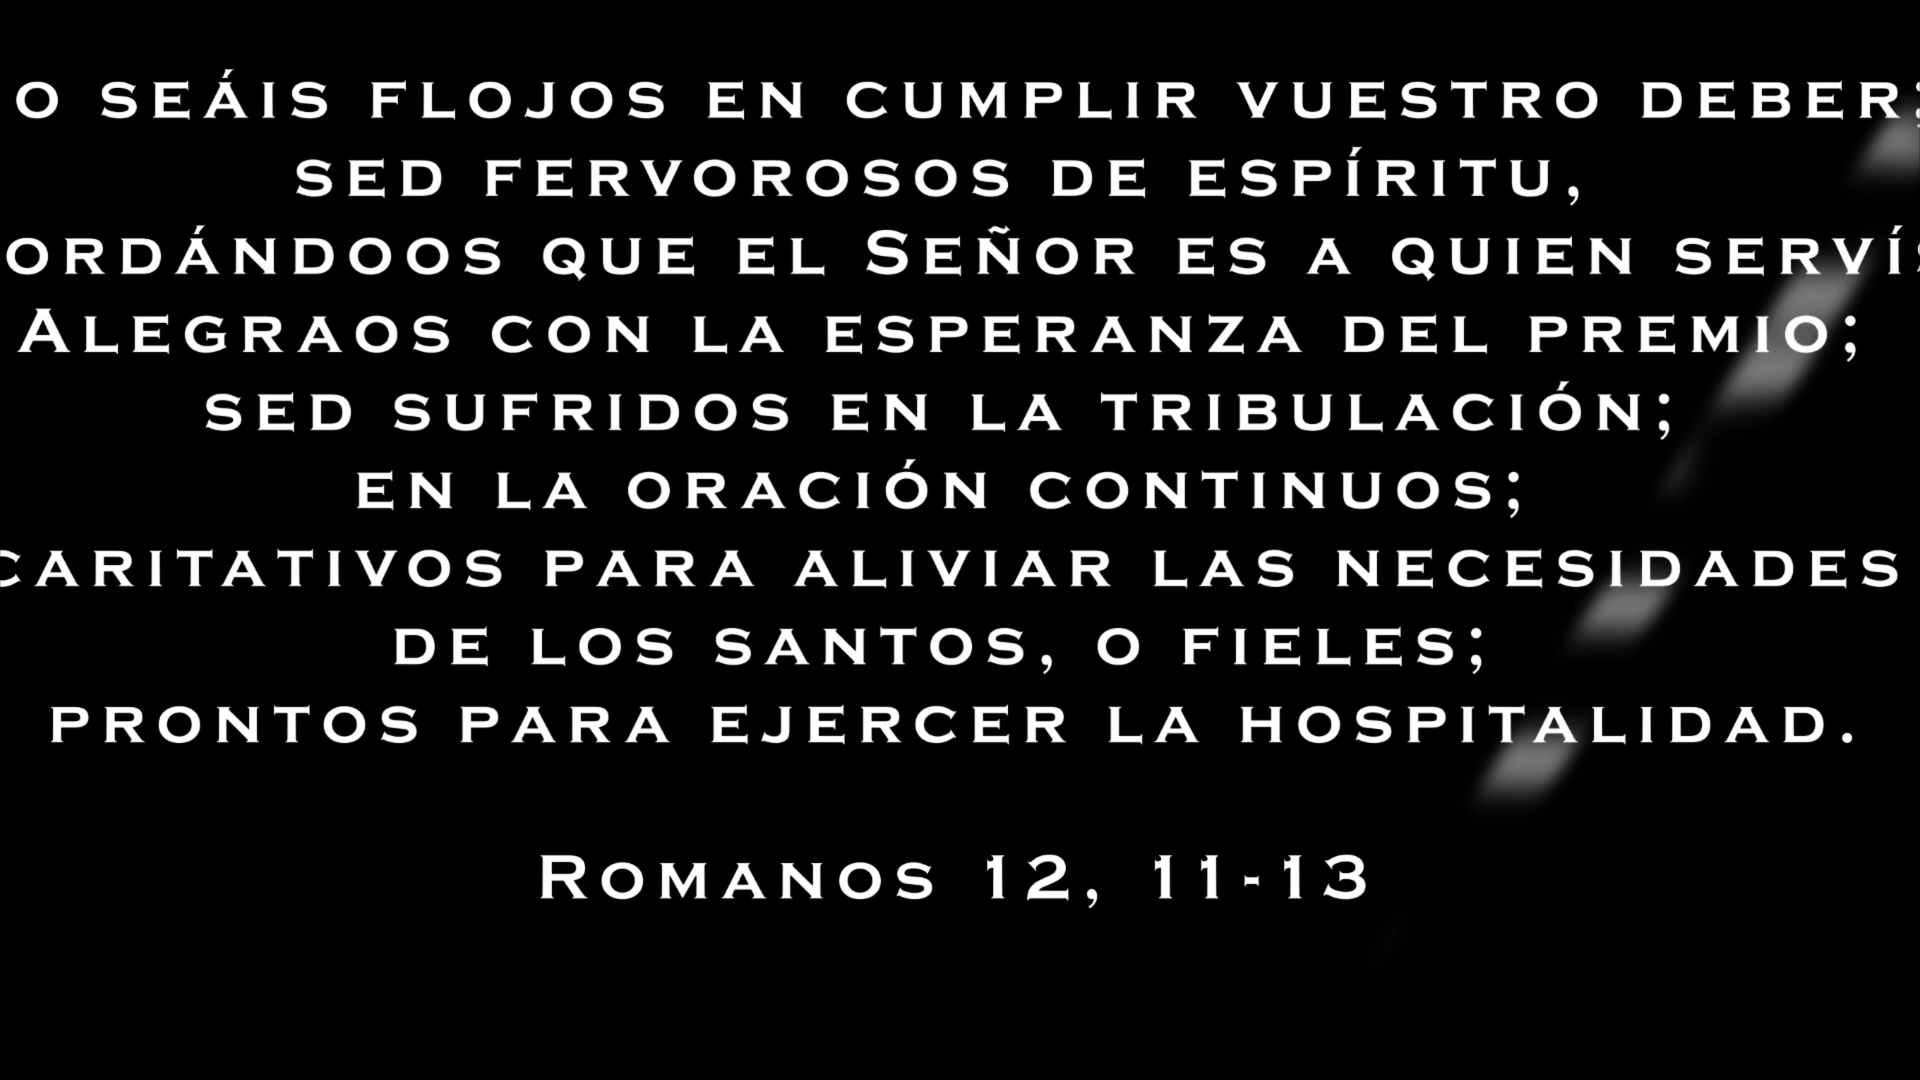 O SEÁIS FLOJOS EN CUMPLIR VUESTRO DEBER;
SED FERVOROSOS DE ESPÍRITU,
ORDÁNDOOS QUE EL SEÑOR ES A QUIEN SERVÍS
ALEGRAOS CON LA ESPERANZA DEL PREMIO;
SED SUFRIDOS EN LA TRIBULACIÓN;
EN LA ORACIÓN CONTINUOS;
CARITATIVOS PARA ALIVIAR LAS NECESIDADES
DE LOS SANTOS, O FIELES;
PRONTOS PARA EJERCER LA HOSPITALIDAD.
ROMANOS 12, 11-13